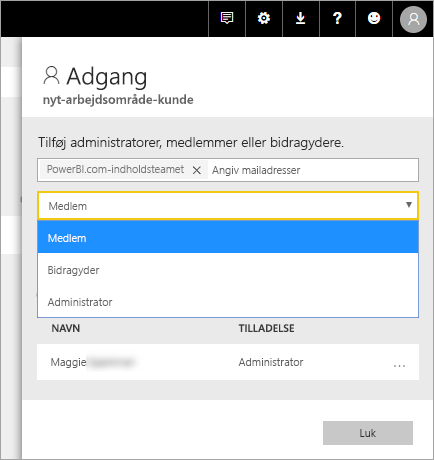 Adgang
nyt-arbejdsområde-kunde
Tilføj administratorer, medlemmer eller bidragydere.
PowerBI.com-indholdsteamet Angiv mailadresser
Medlem
Medlem
Bidragyder
Administrator
NAVN TILLADELSE
Maggie Administrator ...
Luk